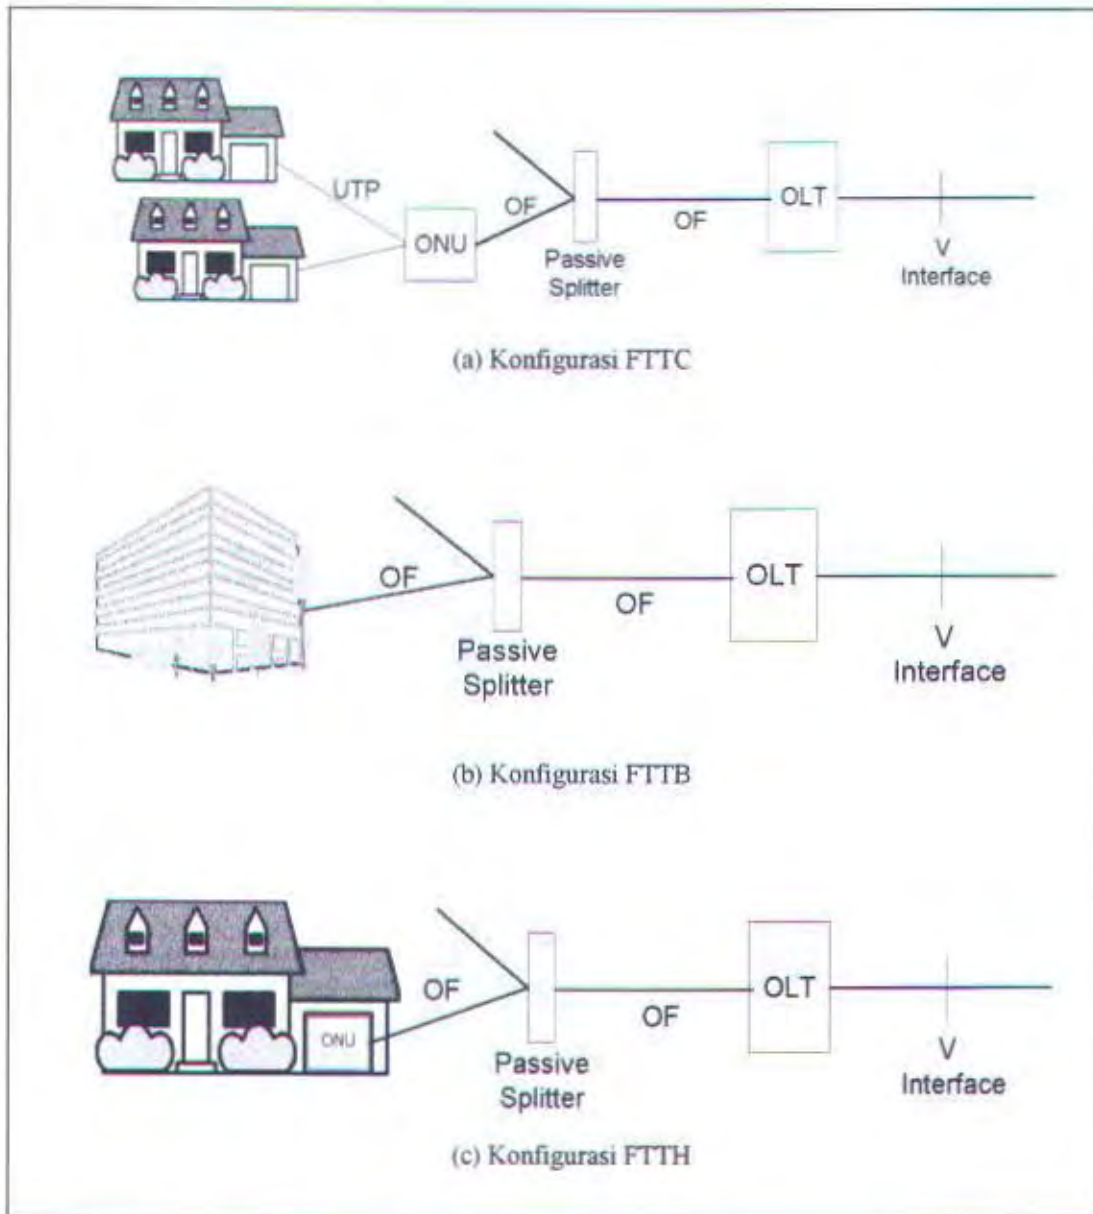 UTP
ONU
OF
Passive
Splitter
OF
OLT
V
Interface
(a) Konfigurasi FTTC
OF
Passive
Splitter
OF
OLT
V
Interface
(b) Konfigurasi FTTB
ONU
OF
Passive
Splitter
OF
OLT
V
Interface
(c) Konfigurasi FTTH